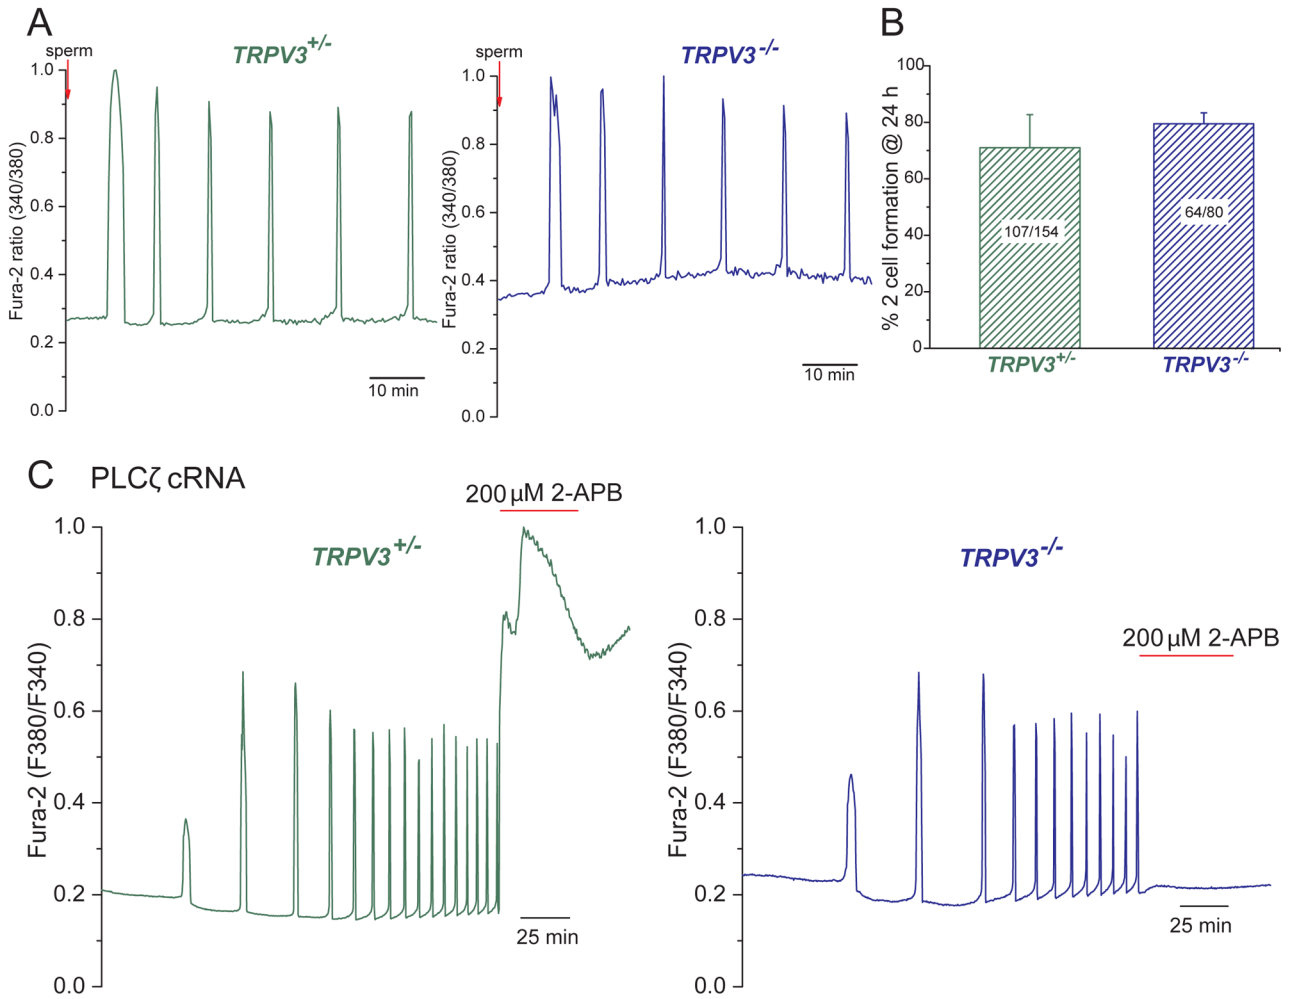 A
sperm
TRPV3+/-
1.0
0.8
0.6
0.4
0.2
0.0
Fura-2 ratio (340/380)
10 min
sperm
TRPV3-/-
1.0
0.8
0.6
0.4
0.2
0.0
Fura-2 ratio (340/380)
10 min
B
100
80
60
40
20
0
% 2 cell formation @ 24 h
107/154
64/80
TRPV3+/-
TRPV3-/-
C
PLCζ cRNA
200 µM 2-APB
TRPV3+/-
1.0
0.8
0.6
0.4
0.2
0.0
Fura-2 (F380/F340)
25 min
TRPV3-/-
200 µM 2-APB
1.0
0.8
0.6
0.4
0.2
0.0
Fura-2 (F380/F340)
25 min